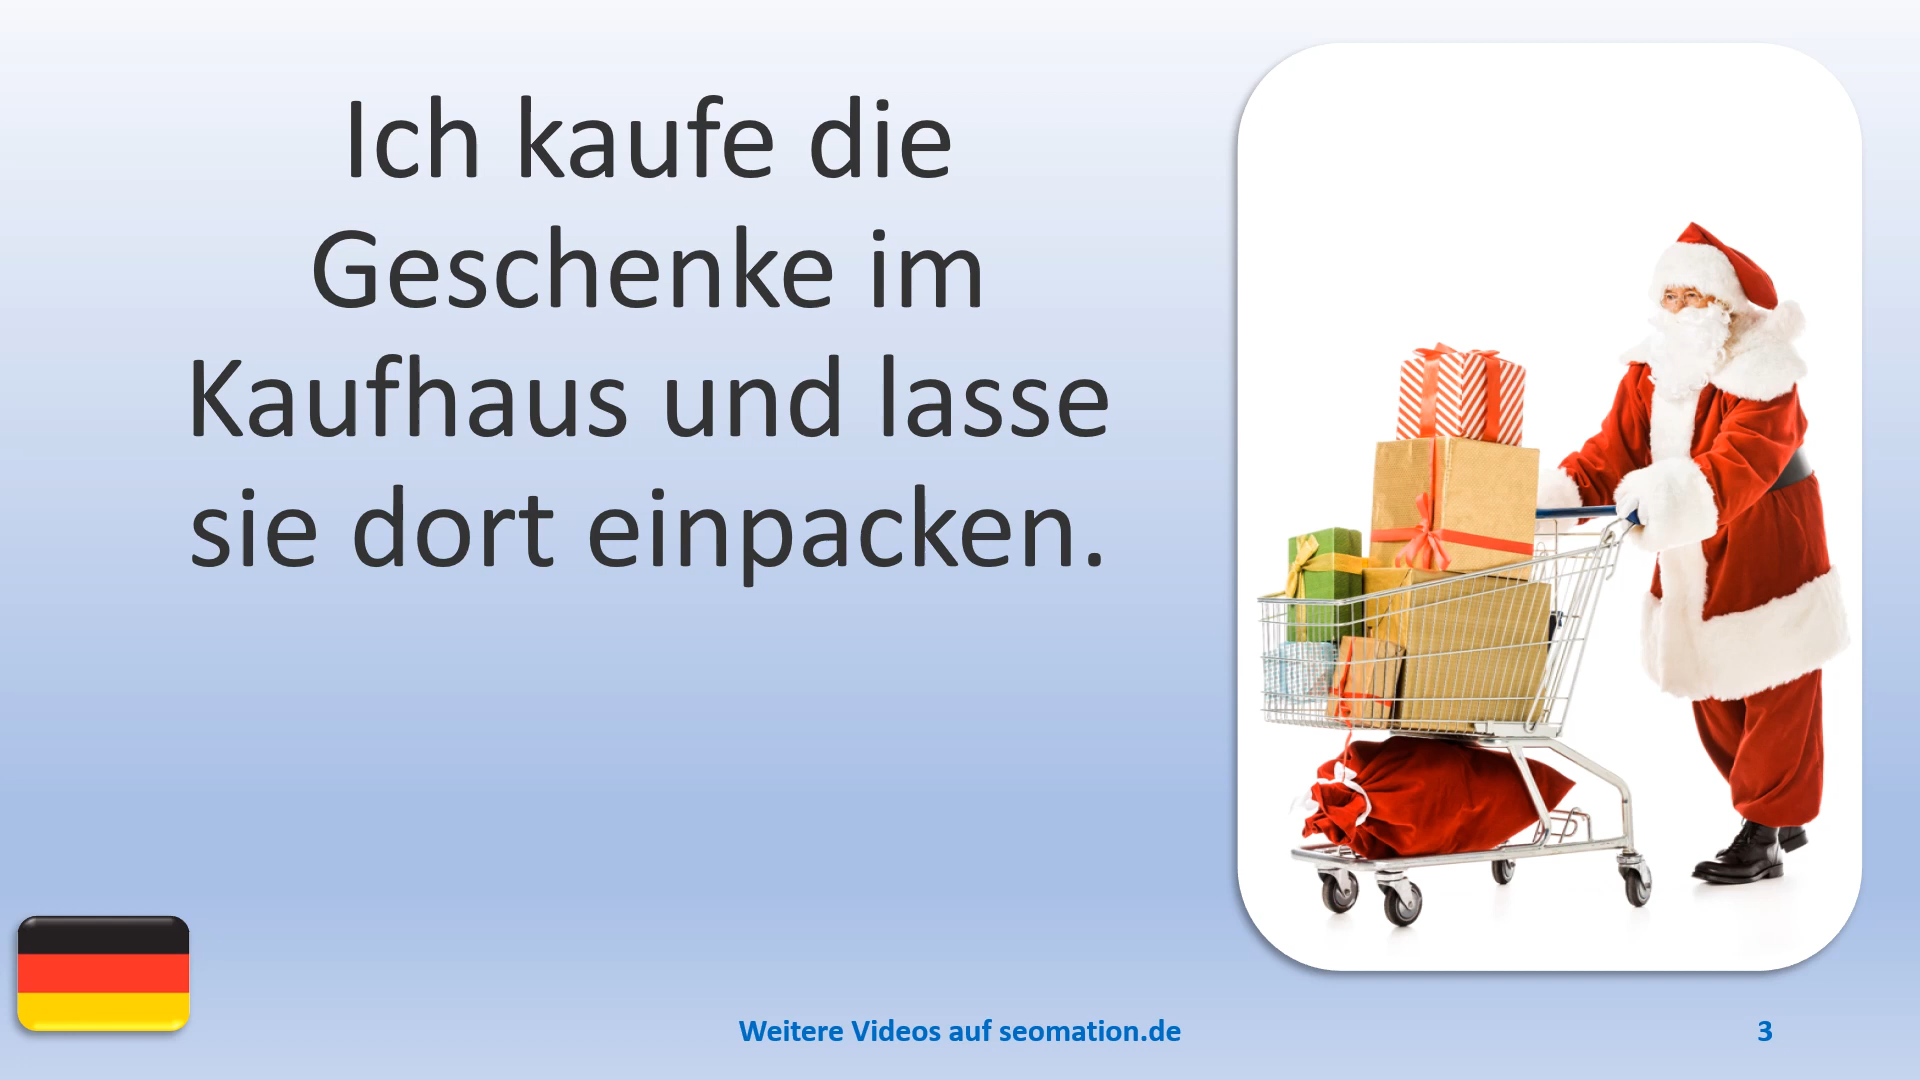 Ich kaufe die
Geschenke im
Kaufhaus und lasse
sie dort einpacken.
Weitere Videos auf seomation.de
3